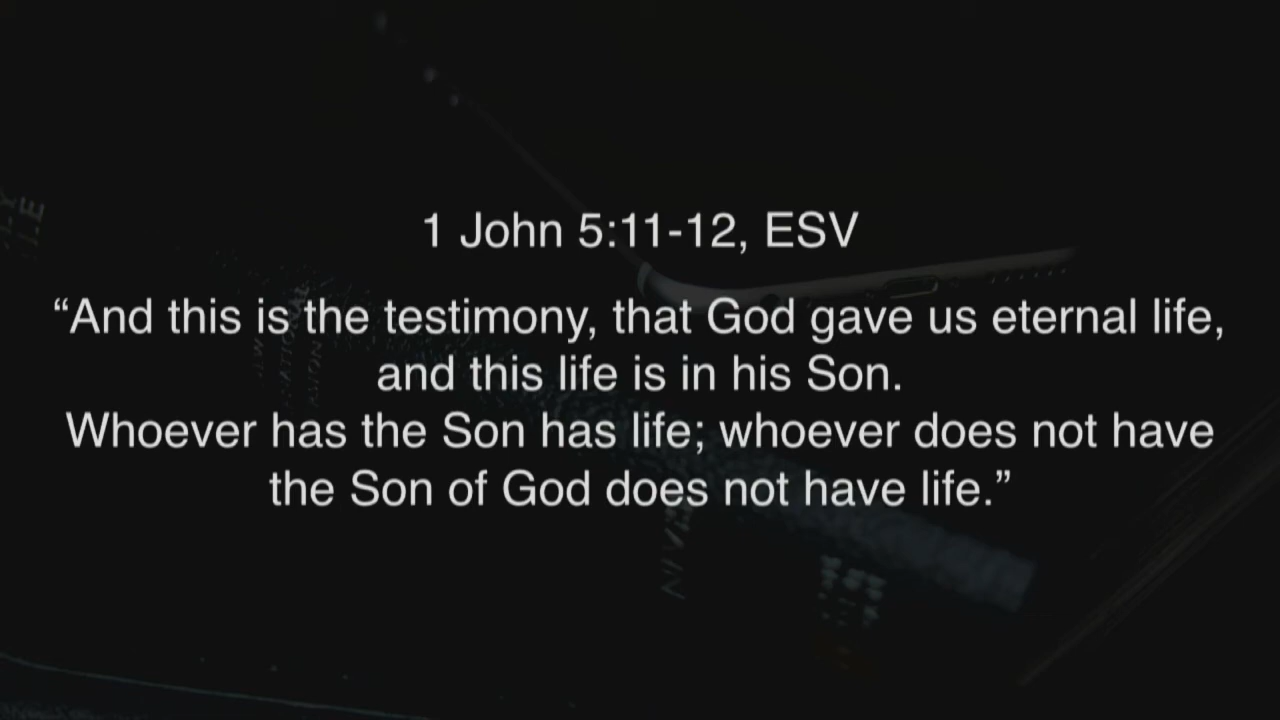 1 John 5:11-12, ESV
“And this is the testimony, that God gave us eternal life,
and this life is in his Son.
Whoever has the Son has life; whoever does not have
the Son of God does not have life.”